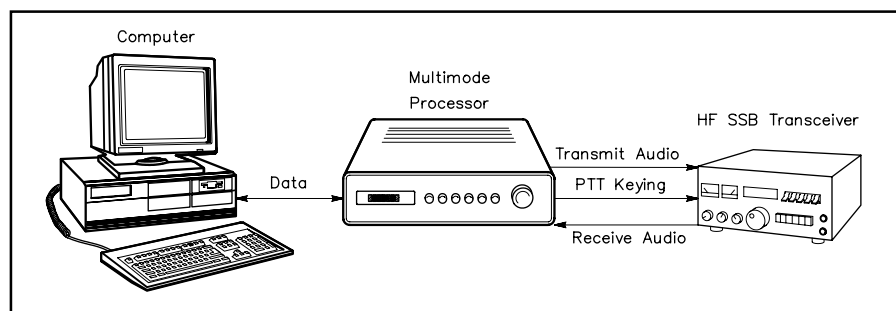 Computer
Multimode
Processor
HF SSB Transceiver
Data
Transmit Audio
PTT Keying
Receive Audio